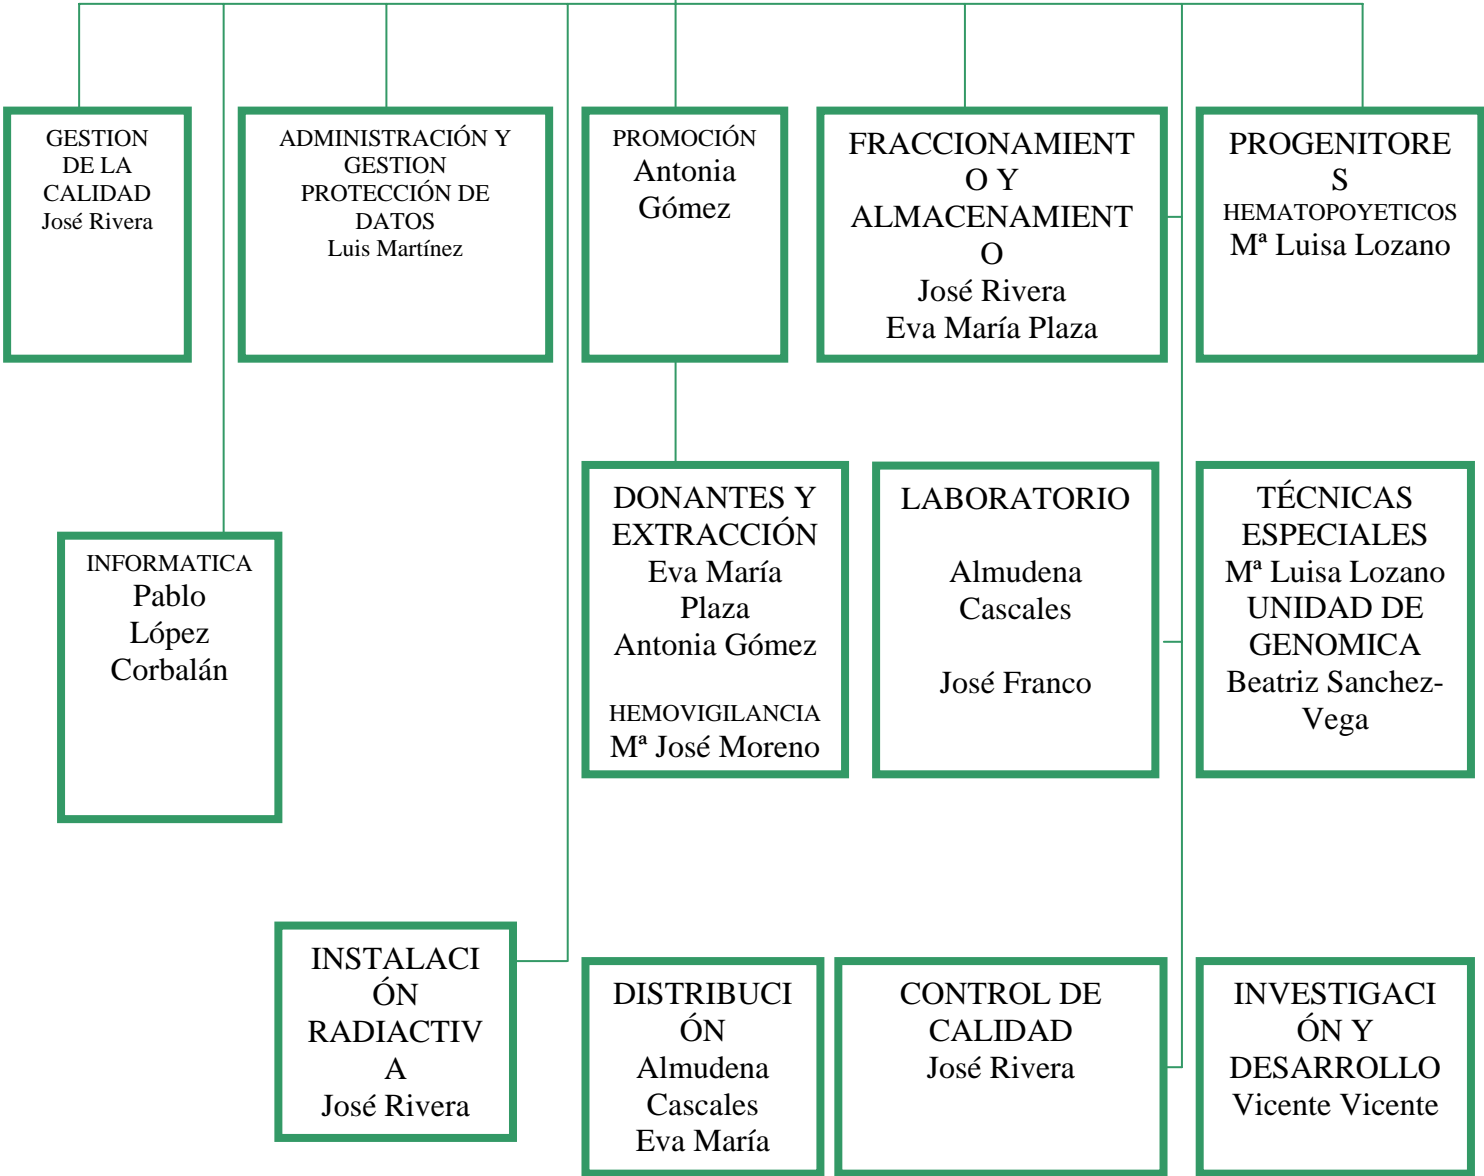 GESTION
DE LA
CALIDAD
José Rivera
ADMINISTRACIÓN Y
GESTION
PROTECCIÓN DE
DATOS
Luis Martínez
PROMOCIÓN
Antonia
Gómez
FRACCIONAMIENT
O Y
ALMACENAMIENT
O
José Rivera
Eva María Plaza
PROGENITORE
S
HEMATOPOYETICOS
Mª Luisa Lozano
INFORMATICA
Pablo
López
Corbalán
DONANTES Y
EXTRACCIÓN
Eva María
Plaza
Antonia Gómez
HEMOVIGILANCIA
Mª José Moreno
LABORATORIO
Almudena
Cascales
José Franco
TÉCNICAS
ESPECIALES
Mª Luisa Lozano
UNIDAD DE
GENOMICA
Beatriz Sanchez-
Vega
INSTALACI
ÓN
RADIACTIV
A
José Rivera
DISTRIBUCI
ÓN
Almudena
Cascales
Eva María
CONTROL DE
CALIDAD
José Rivera
INVESTIGACI
ÓN Y
DESARROLLO
Vicente Vicente